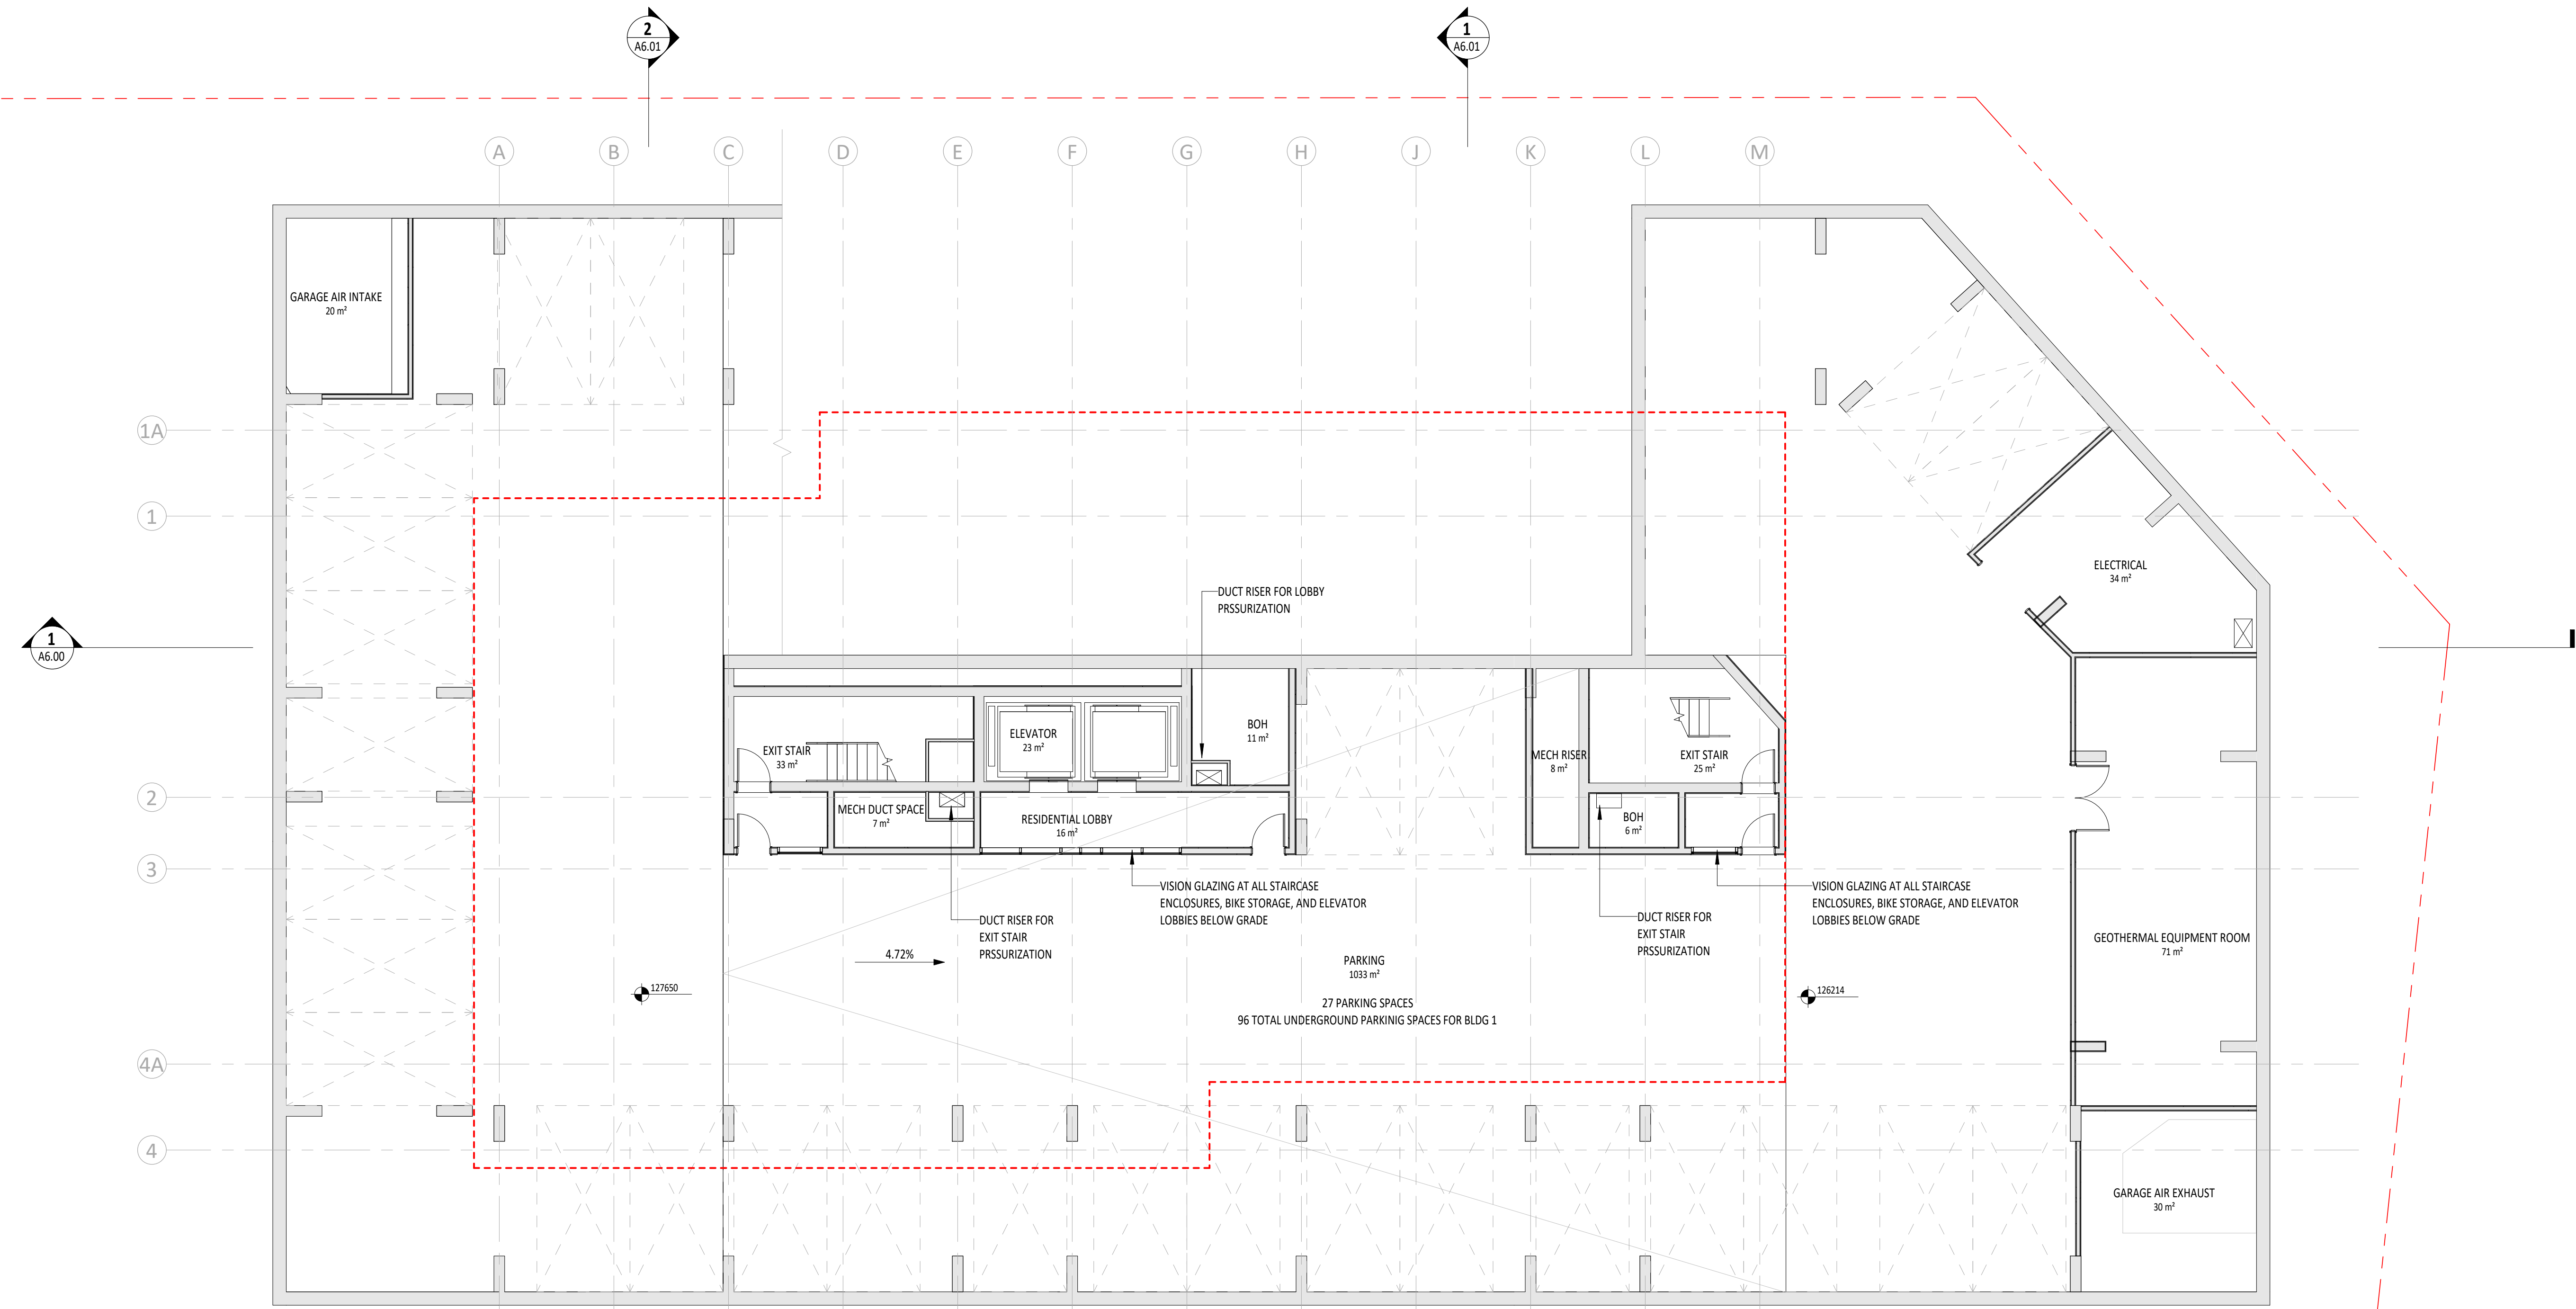 2
A6.01
1
A6.01
A
B
C
D
E
F
G
H
J
K
L
M
GARAGE AIR INTAKE
20 m²
1A
1
ELECTRICAL
34 m²
DUCT RISER FOR LOBBY
PRSSURIZATION
1
A6.00
EXIT STAIR
33 m²
ELEVATOR
23 m²
BOH
11 m²
MECH RISER
8 m²
EXIT STAIR
25 m²
2
MECH DUCT SPACE
7 m²
RESIDENTIAL LOBBY
16 m²
BOH
6 m²
3
VISION GLAZING AT ALL STAIRCASE
ENCLOSURES, BIKE STORAGE, AND ELEVATOR
LOBBIES BELOW GRADE
VISION GLAZING AT ALL STAIRCASE
ENCLOSURES, BIKE STORAGE, AND ELEVATOR
LOBBIES BELOW GRADE
DUCT RISER FOR
EXIT STAIR
PRSSURIZATION
DUCT RISER FOR
EXIT STAIR
PRSSURIZATION
GEOTHERMAL EQUIPMENT ROOM
71 m²
4.72%
PARKING
1033 m²
127650
126214
27 PARKING SPACES
96 TOTAL UNDERGROUND PARKINIG SPACES FOR BLDG 1
4A
4
GARAGE AIR EXHAUST
30 m²